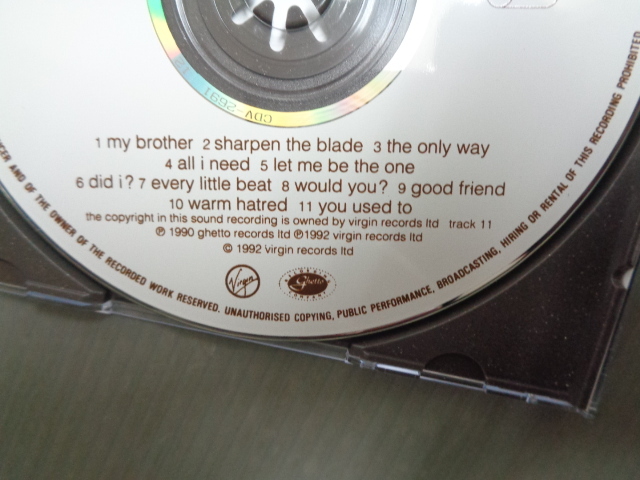 CDV-2691
1 my brother 2 sharpen the blade 3 the only way
4 all i need 5 let me be the one
6 did i? 7 every little beat 8 would you? 9 good friend
10 warm hatred 11 you used to
the copyright in this sound recording is owned by virgin records ltd track 11
℗ 1990 ghetto records ltd ℗1992 virgin records ltd
© 1992 virgin records ltd
Virgin
Ghetto
AND OF THE OWNER OF THE RECORDED WORK RESERVED. UNAUTHORISED COPYING, PUBLIC PERFORMANCE, BROADCASTING, HIRING OR RENTAL OF THIS RECORDING PROHIBITED